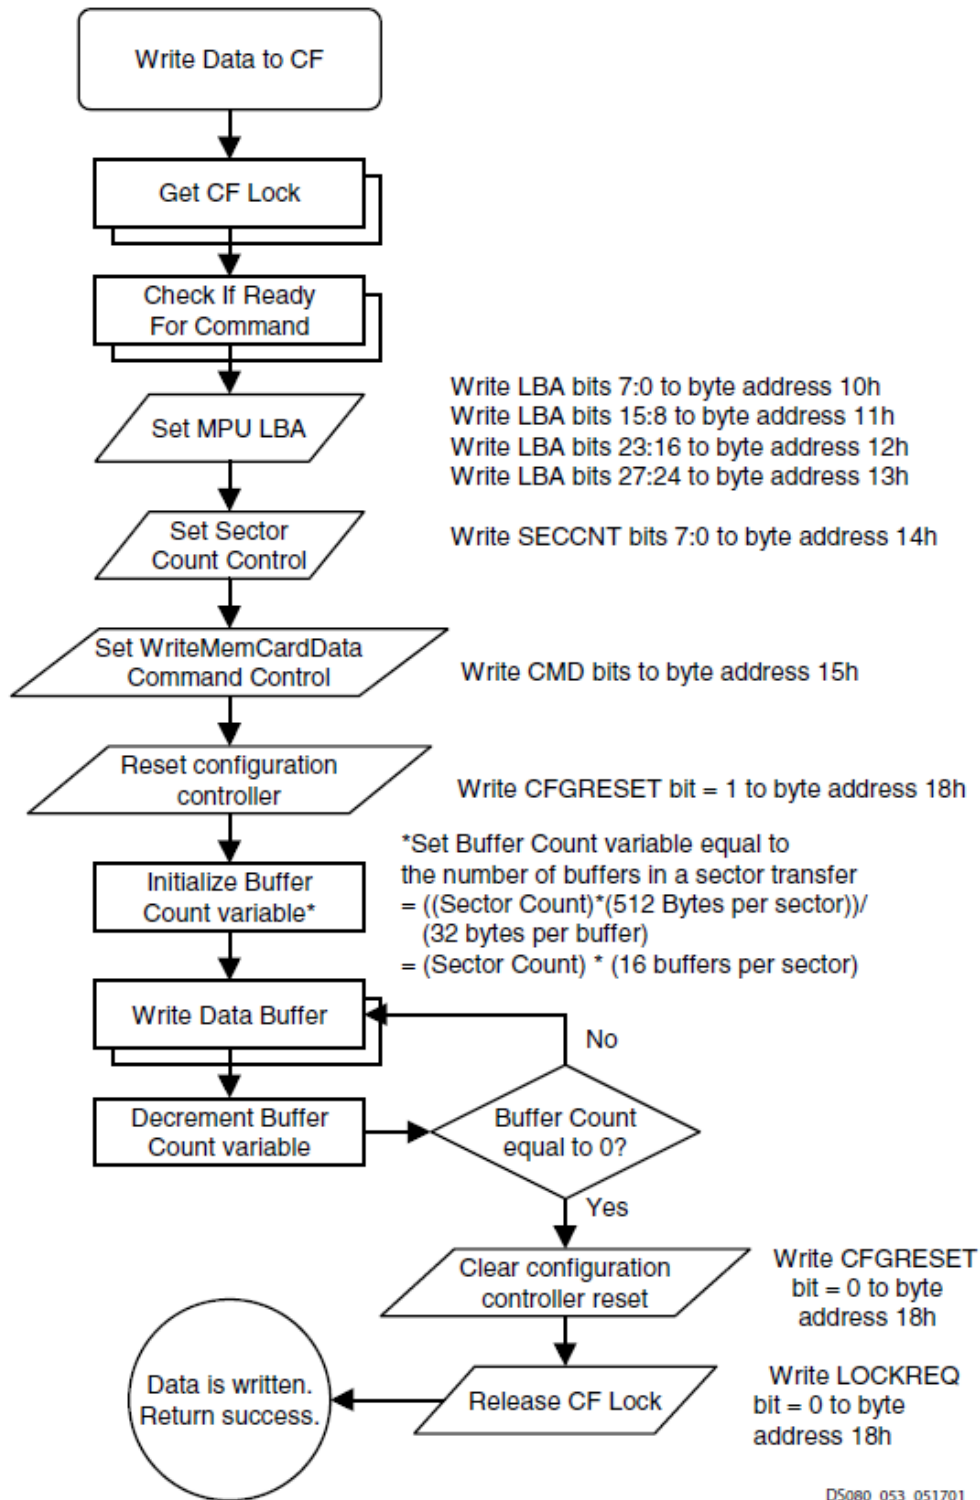 Write Data to CF
Get CF Lock
Check If Ready
For Command
Set MPU LBA
Write LBA bits 7:0 to byte address 10h
Write LBA bits 15:8 to byte address 11h
Write LBA bits 23:16 to byte address 12h
Write LBA bits 27:24 to byte address 13h
Set Sector
Count Control
Write SECCNT bits 7:0 to byte address 14h
Set WriteMemCardData
Command Control
Write CMD bits to byte address 15h
Reset configuration
controller
Write CFGRESET bit = 1 to byte address 18h
Initialize Buffer
Count variable*
*Set Buffer Count variable equal to
the number of buffers in a sector transfer
= ((Sector Count)*(512 Bytes per sector))/
(32 bytes per buffer)
= (Sector Count) * (16 buffers per sector)
Write Data Buffer
No
Decrement Buffer
Count variable
Buffer Count
equal to 0?
Yes
Clear configuration
controller reset
Write CFGRESET
bit = 0 to byte
address 18h
Release CF Lock
Write LOCKREQ
bit = 0 to byte
address 18h
Data is written.
Return success.
DS080_053_051701